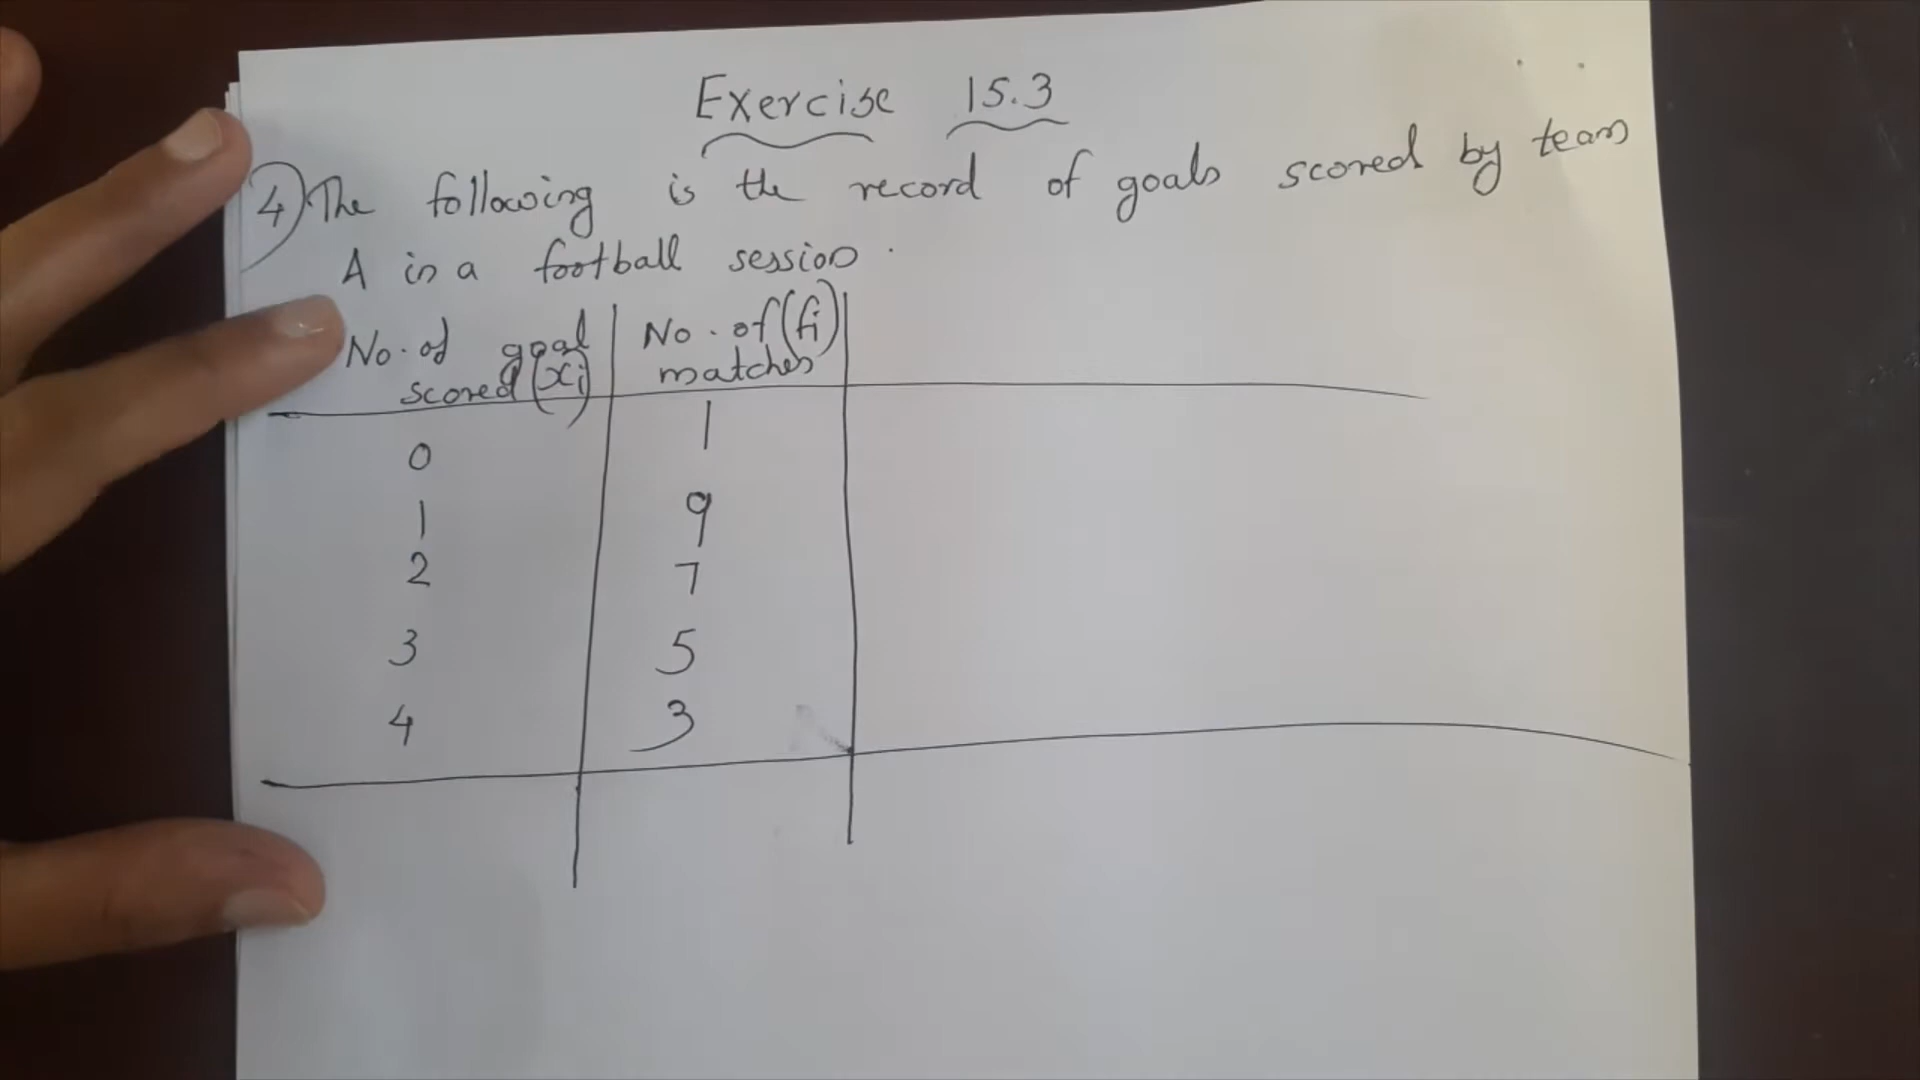 Exercise 15.3
4) The following is the record of goals scored by team
A in a football session.
No. of goal scored (xi) No. of (fi) matches
0 1
1 9
2 7
3 5
4 3